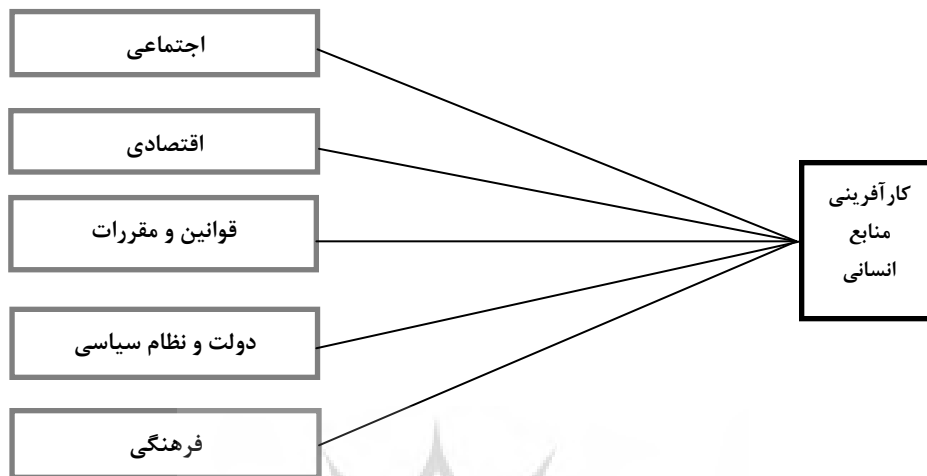 اجتماعی
اقتصادی
قوانین و مقررات
دولت و نظام سیاسی
فرهنگی
کارآفرینی
منابع
انسانی